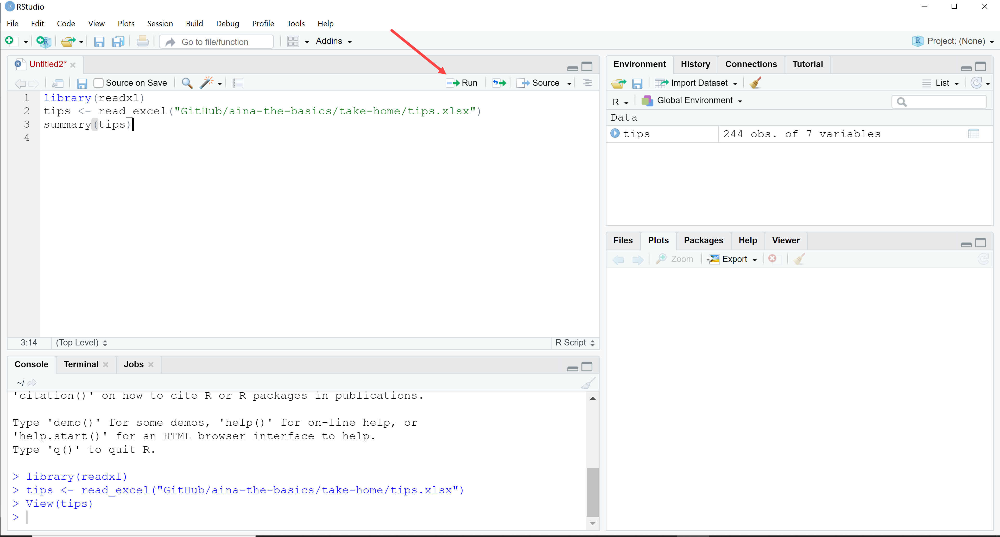 RStudio
File Edit Code View Plots Session Build Debug Profile Tools Help
Go to file/function Addins Project: (None)
Untitled2*
Source on Save Run Source
1 library(readxl)
2 tips <- read_excel("GitHub/aina-the-basics/take-home/tips.xlsx")
3 summary(tips)
4
3:14 (Top Level) R Script
Console Terminal Jobs
~/
'citation()' on how to cite R or R packages in publications.
Type 'demo()' for some demos, 'help()' for on-line help, or
'help.start()' for an HTML browser interface to help.
Type 'q()' to quit R.
> library(readxl)
> tips <- read_excel("GitHub/aina-the-basics/take-home/tips.xlsx")
> View(tips)
>
Environment History Connections Tutorial
Import Dataset List
R Global Environment
Data
tips 244 obs. of 7 variables
Files Plots Packages Help Viewer
Zoom Export